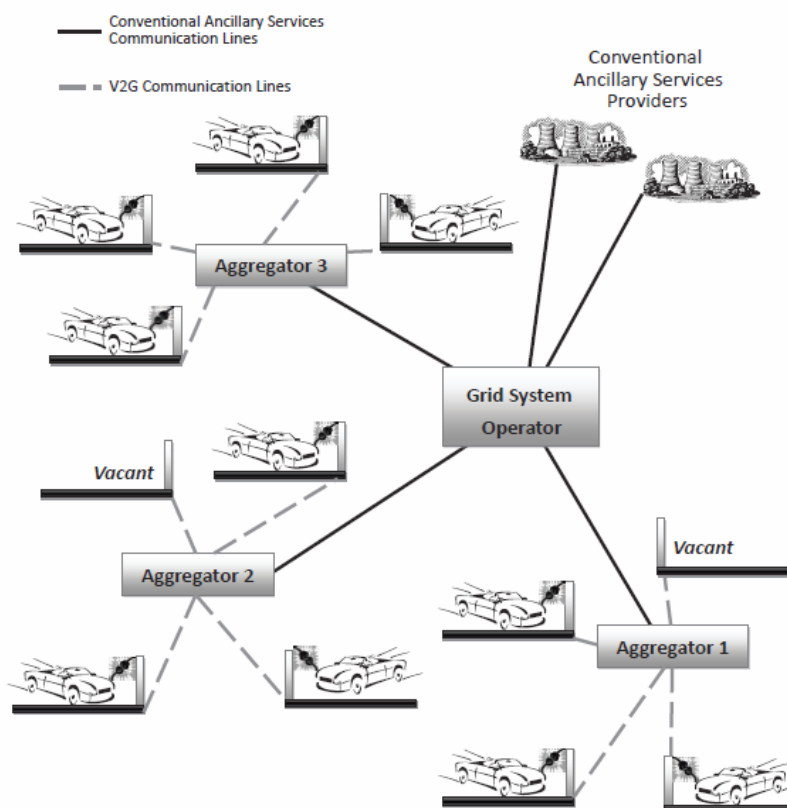 Conventional Ancillary Services
Communication Lines
V2G Communication Lines
Conventional
Ancillary Services
Providers
Aggregator 3
Grid System
Operator
Vacant
Aggregator 2
Vacant
Aggregator 1